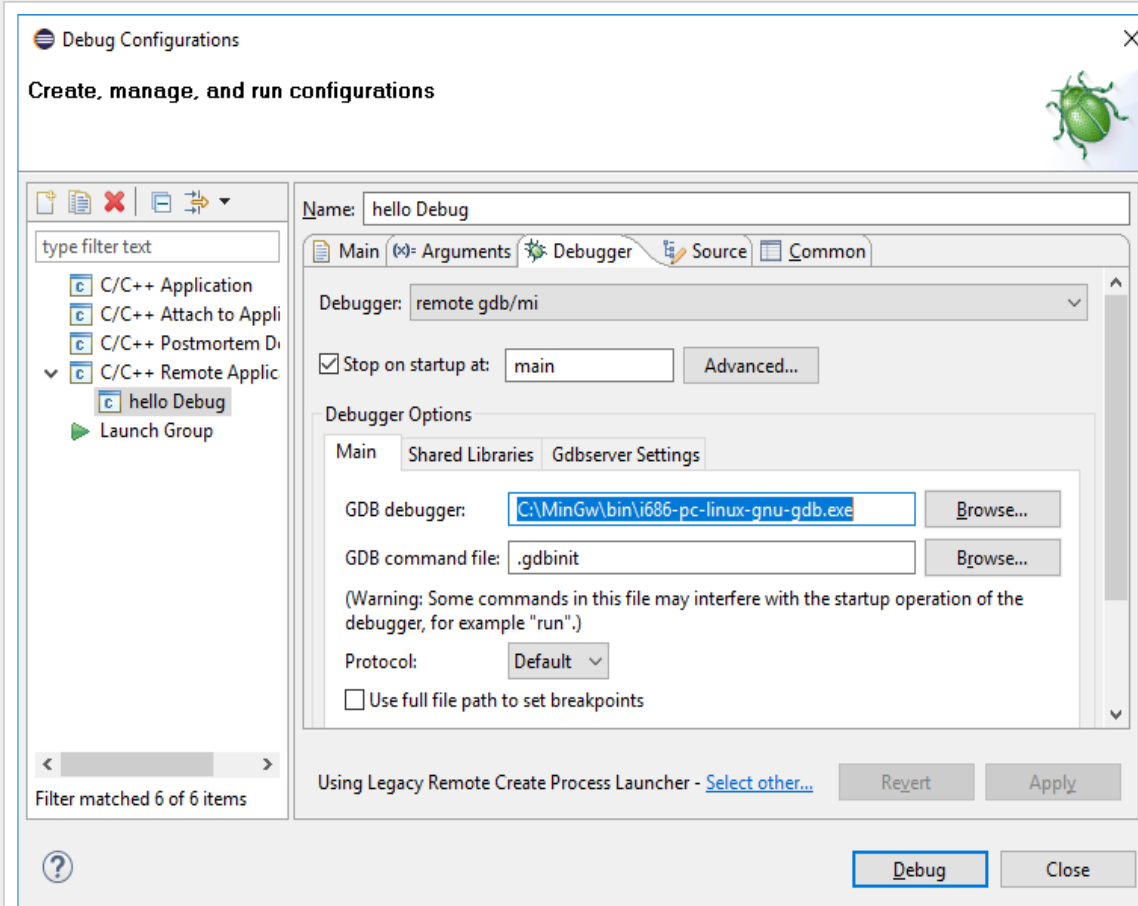 Debug Configurations
Create, manage, and run configurations
type filter text
C/C++ Application
C/C++ Attach to Appli
C/C++ Postmortem D
C/C++ Remote Applic
hello Debug
Launch Group
Filter matched 6 of 6 items
Name: hello Debug
Main (x)= Arguments Debugger Source Common
Debugger: remote gdb/mi
Stop on startup at: main Advanced...
Debugger Options
Main Shared Libraries Gdbserver Settings
GDB debugger: C:\MinGw\bin\i686-pc-linux-gnu-gdb.exe Browse...
GDB command file: .gdbinit Browse...
(Warning: Some commands in this file may interfere with the startup operation of the
debugger, for example "run".)
Protocol: Default
Use full file path to set breakpoints
Using Legacy Remote Create Process Launcher - Select other... Revert Apply
Debug Close